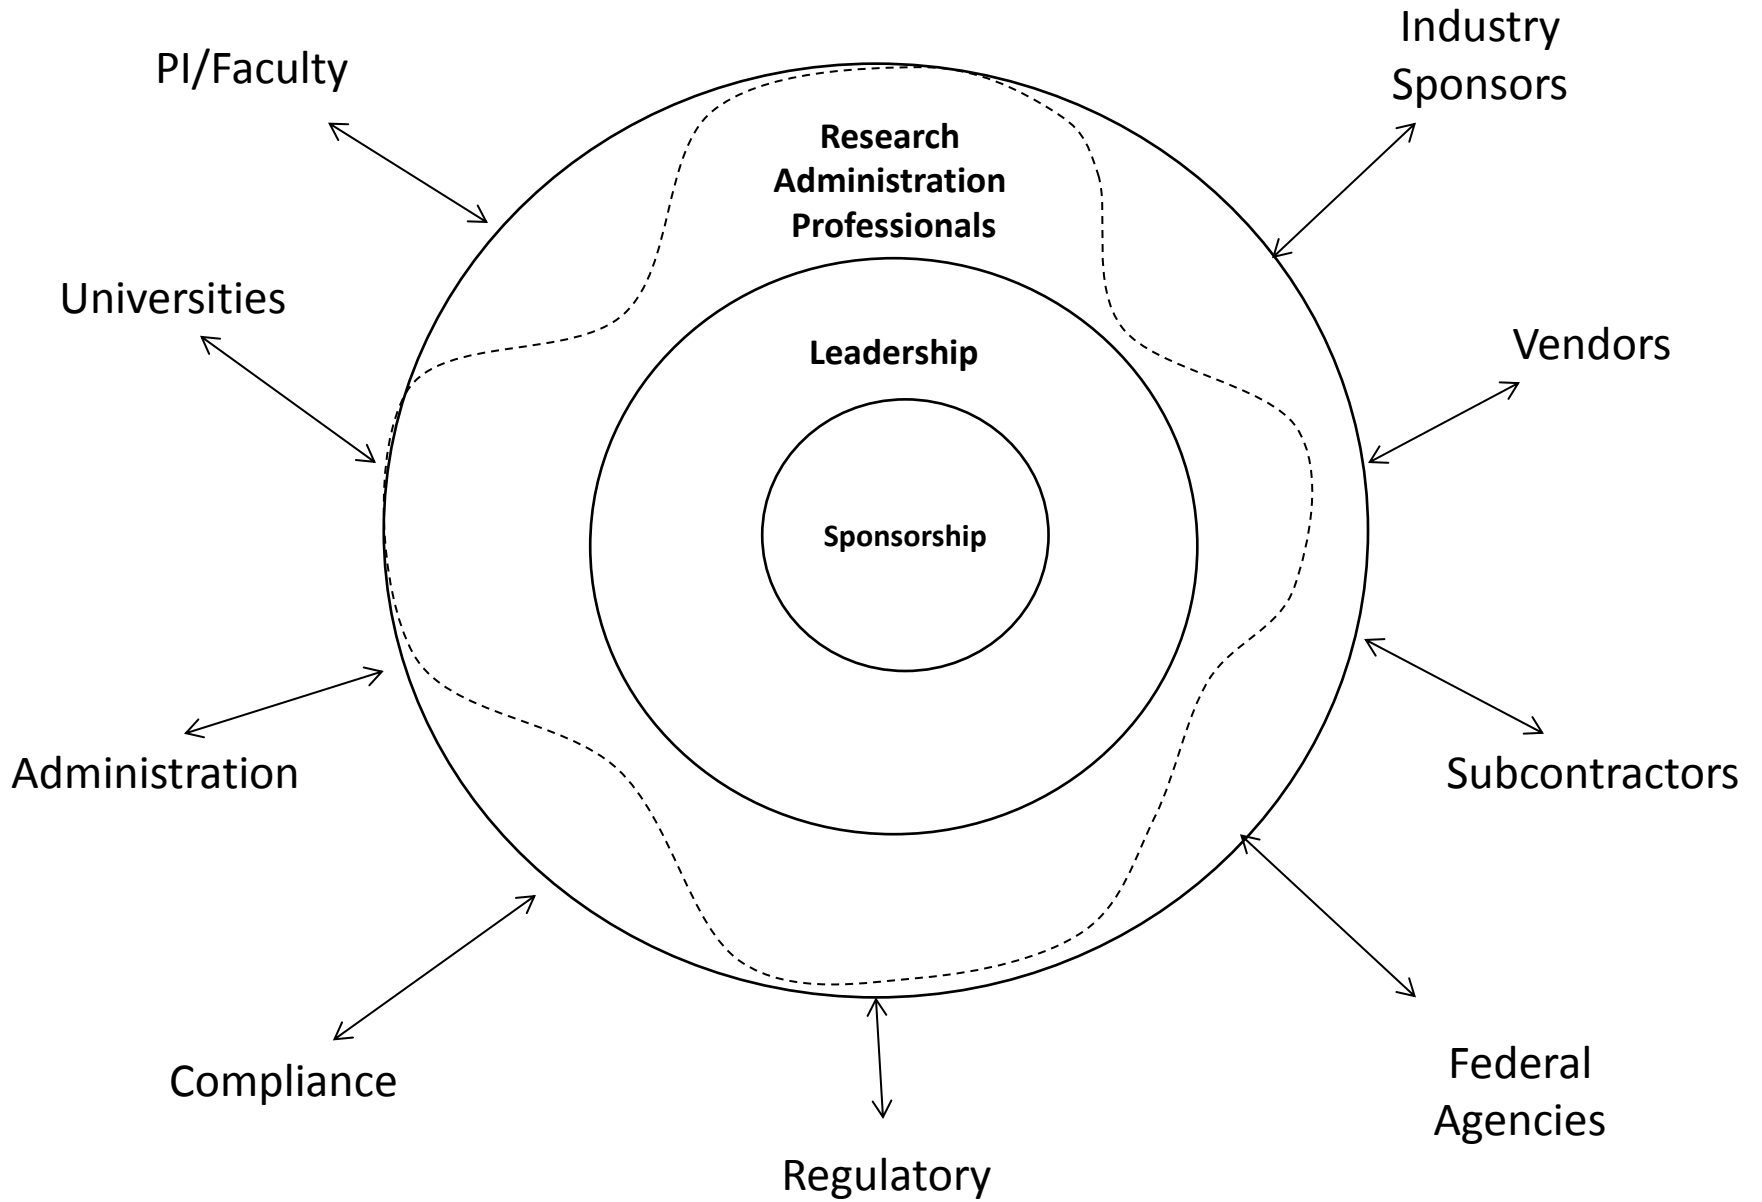 Industry
Sponsors
PI/Faculty
Research
Administration
Professionals
Universities
Leadership
Vendors
Sponsorship
Administration
Subcontractors
Compliance
Federal
Agencies
Regulatory